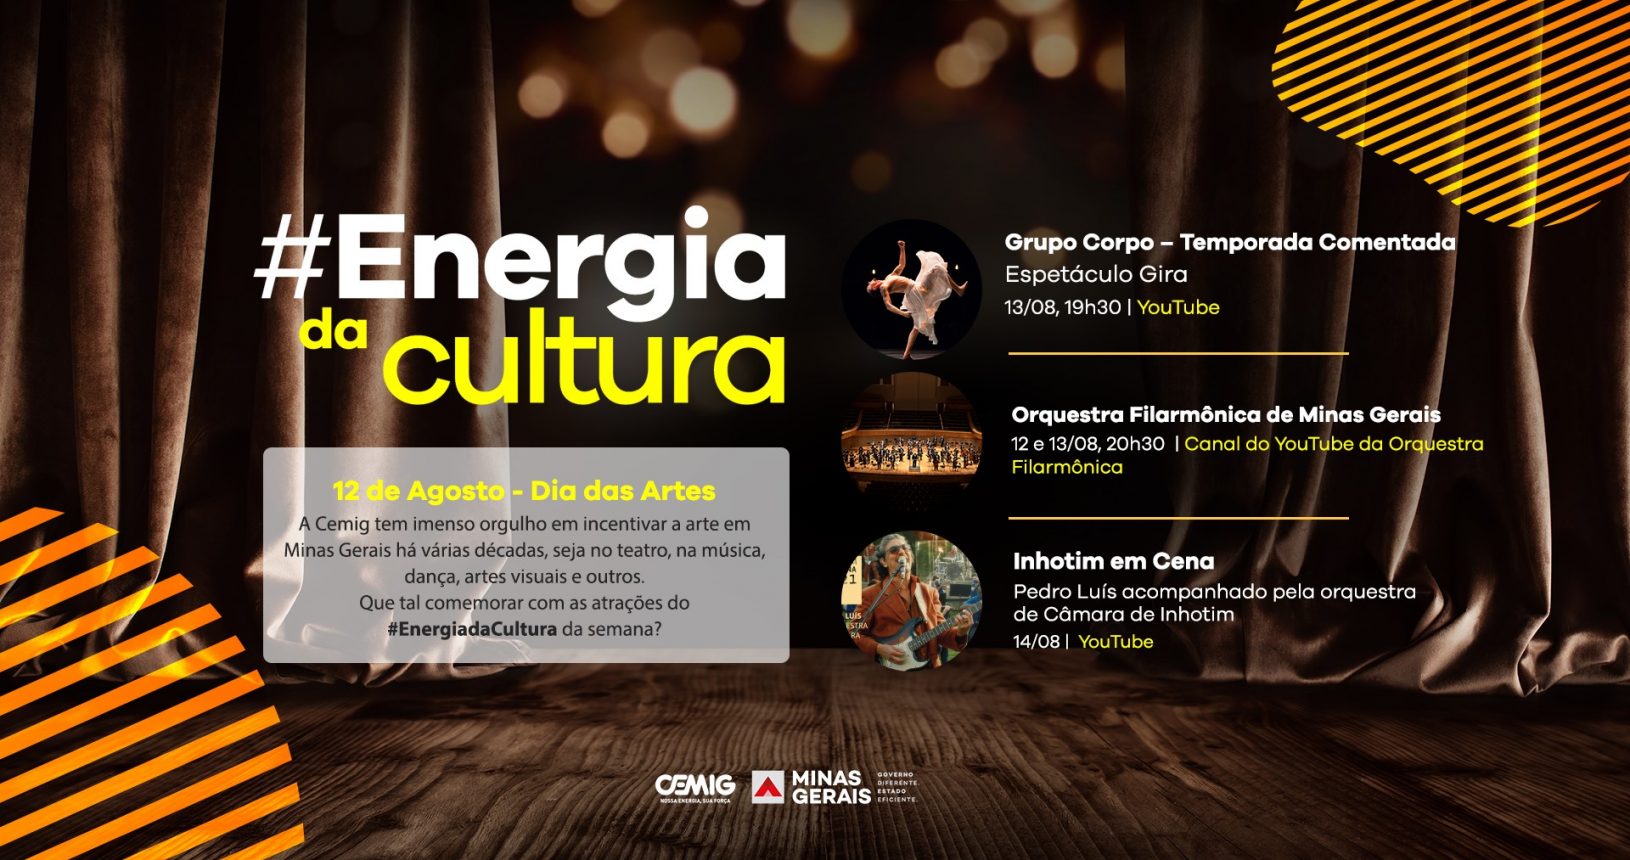 #Energia
da
cultura
12 de Agosto - Dia das Artes
A Cemig tem imenso orgulho em incentivar a arte em
Minas Gerais há várias décadas, seja no teatro, na música,
dança, artes visuais e outros.
Que tal comemorar com as atrações do
#EnergiadaCultura da semana?
Grupo Corpo – Temporada Comentada
Espetáculo Gira
13/08, 19h30 | YouTube
Orquestra Filarmônica de Minas Gerais
12 e 13/08, 20h30 | Canal do YouTube da Orquestra
Filarmônica
Inhotim em Cena
Pedro Luís acompanhado pela orquestra
de Câmara de Inhotim
14/08 | YouTube
LUÍS
CEMIG
NOSSA ENERGIA, SUA FORÇA
MINAS
GERAIS
GOVERNO
DIFERENTE.
ESTADO
EFICIENTE.